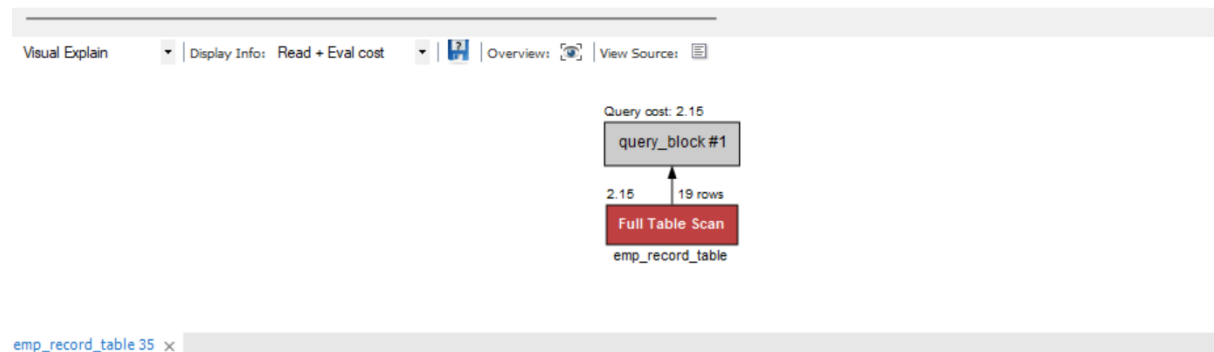 Visual Explain Display Info: Read + Eval cost Overview: View Source:
Query cost: 2.15
query_block #1
2.15 19 rows
Full Table Scan
emp_record_table
emp_record_table 35